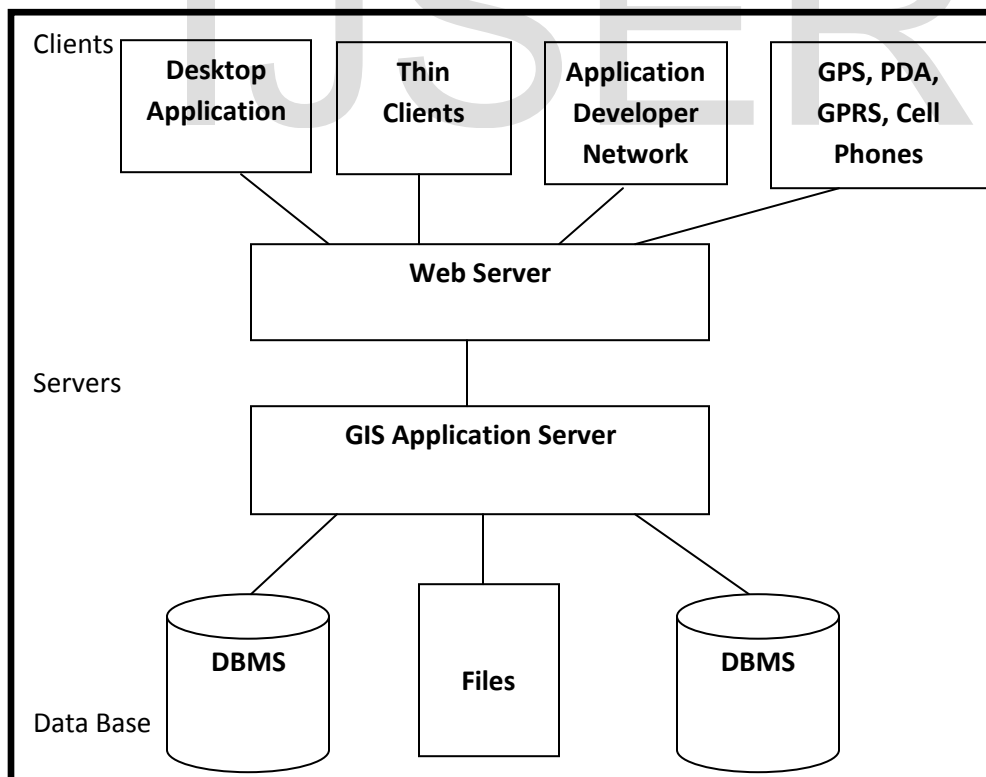 IJSER
Clients
Desktop
Application
Thin
Clients
Application
Developer
Network
GPS, PDA,
GPRS, Cell
Phones
Web Server
Servers
GIS Application Server
DBMS
Files
DBMS
Data Base